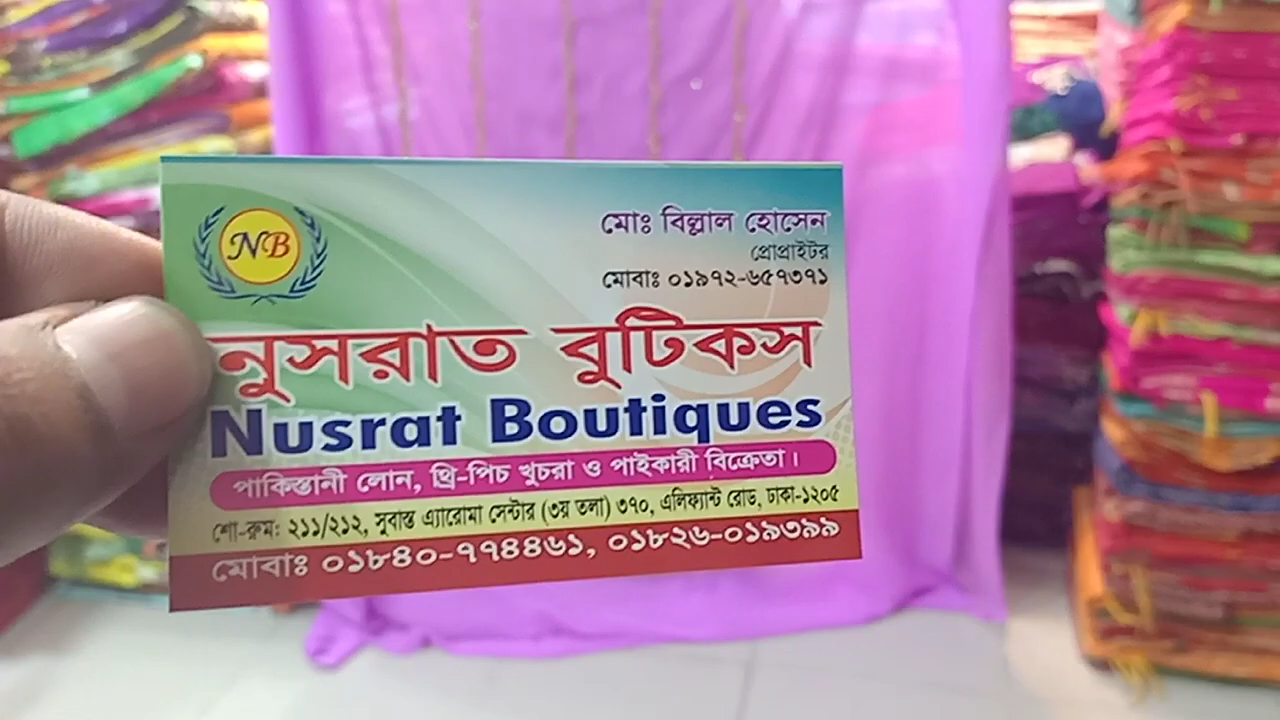 NB
মোঃ বিল্লাল হোসেন
প্রোপ্রাইটর
মোবাঃ ০১৯৭২-৬৫৭৩৭১
নুসরাত বুটিকস
Nusrat Boutiques
পাকিস্তানী লোন, থ্রি-পিচ খুচরা ও পাইকারী বিক্রেতা।
শো-রুম: ২১১/২১২, সুবাস্ত এ্যারোমা সেন্টার (৩য় তলা) ৩৭০, এলিফ্যান্ট রোড, ঢাকা-১২০৫
মোবাঃ ০১৮৪০-৭৭৪৪৬১, ০১৮২৬-০১৯৩৯৯